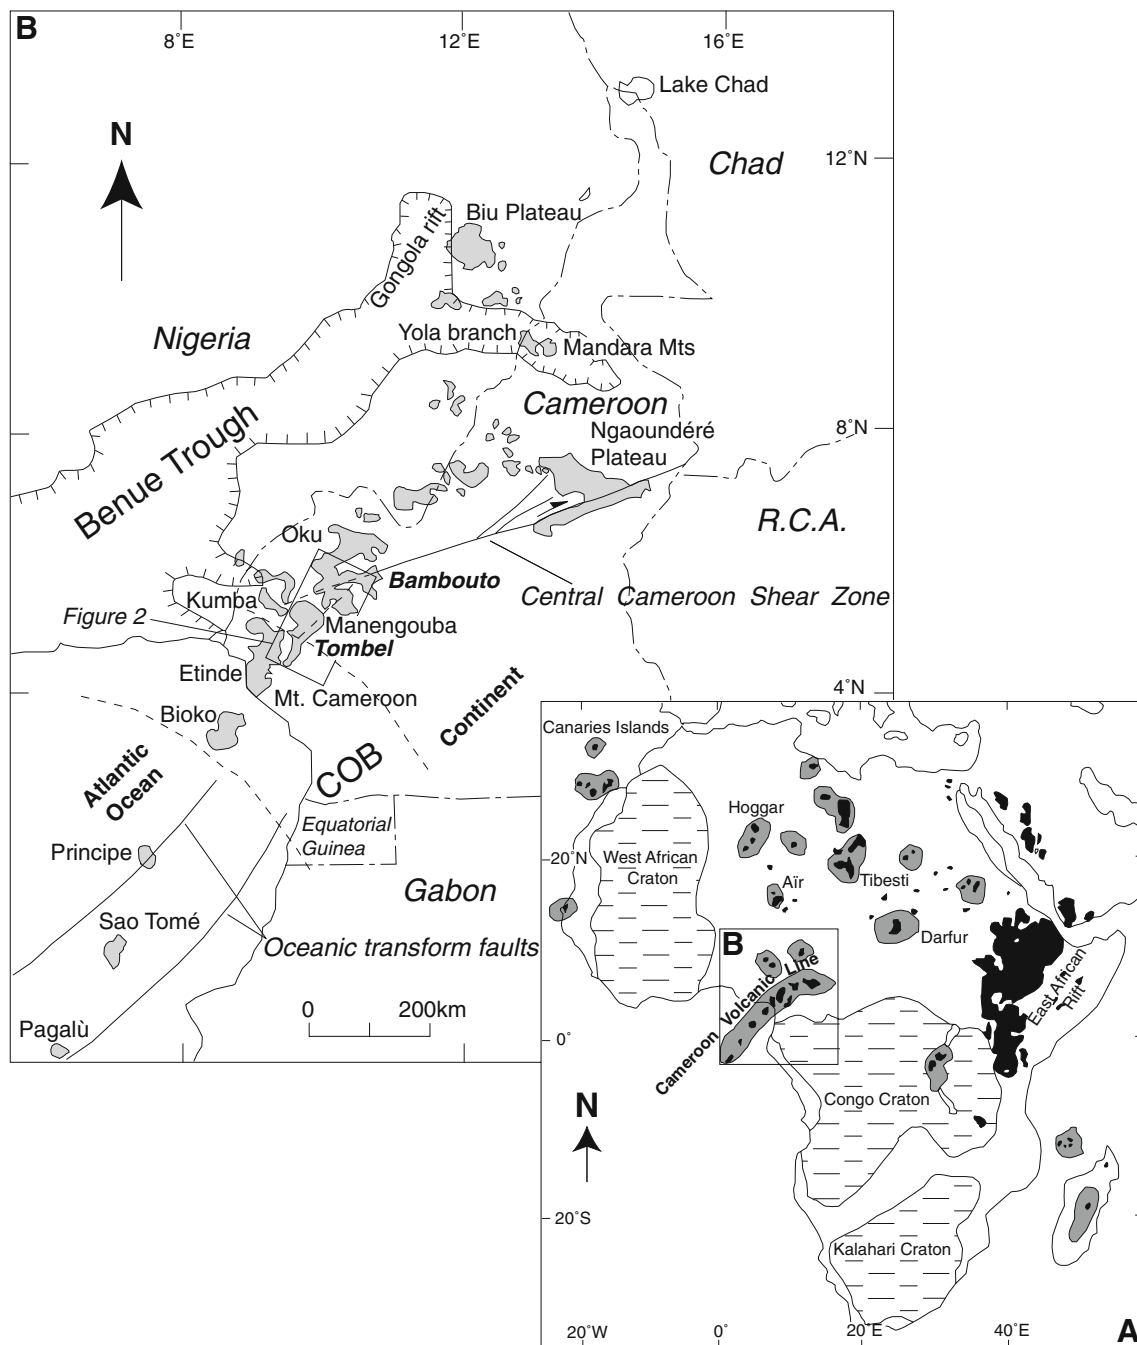 B
8°E
12°E
16°E
Lake Chad
N
Chad
12°N
Biu Plateau
Gongola rift
Nigeria
Yola branch
Mandara Mts
Cameroon
Benue Trough
Ngaoundéré
Plateau
8°N
R.C.A.
Oku
Bambouto
Central Cameroon Shear Zone
Kumba
Figure 2
Manengouba
Tombel
Etinde
Mt. Cameroon
4°N
Continent
Bioko
COB
Atlantic
Ocean
Equatorial
Guinea
Principe
Gabon
Sao Tomé
Oceanic transform faults
0
200km
Pagalù
Canaries Islands
Hoggar
West African
Craton
20°N
Aïr
Tibesti
Darfur
B
Cameroon Volcanic Line
East African
Rift
0°
N
Congo Craton
20°S
Kalahari Craton
20°W
0°
20°E
40°E
A